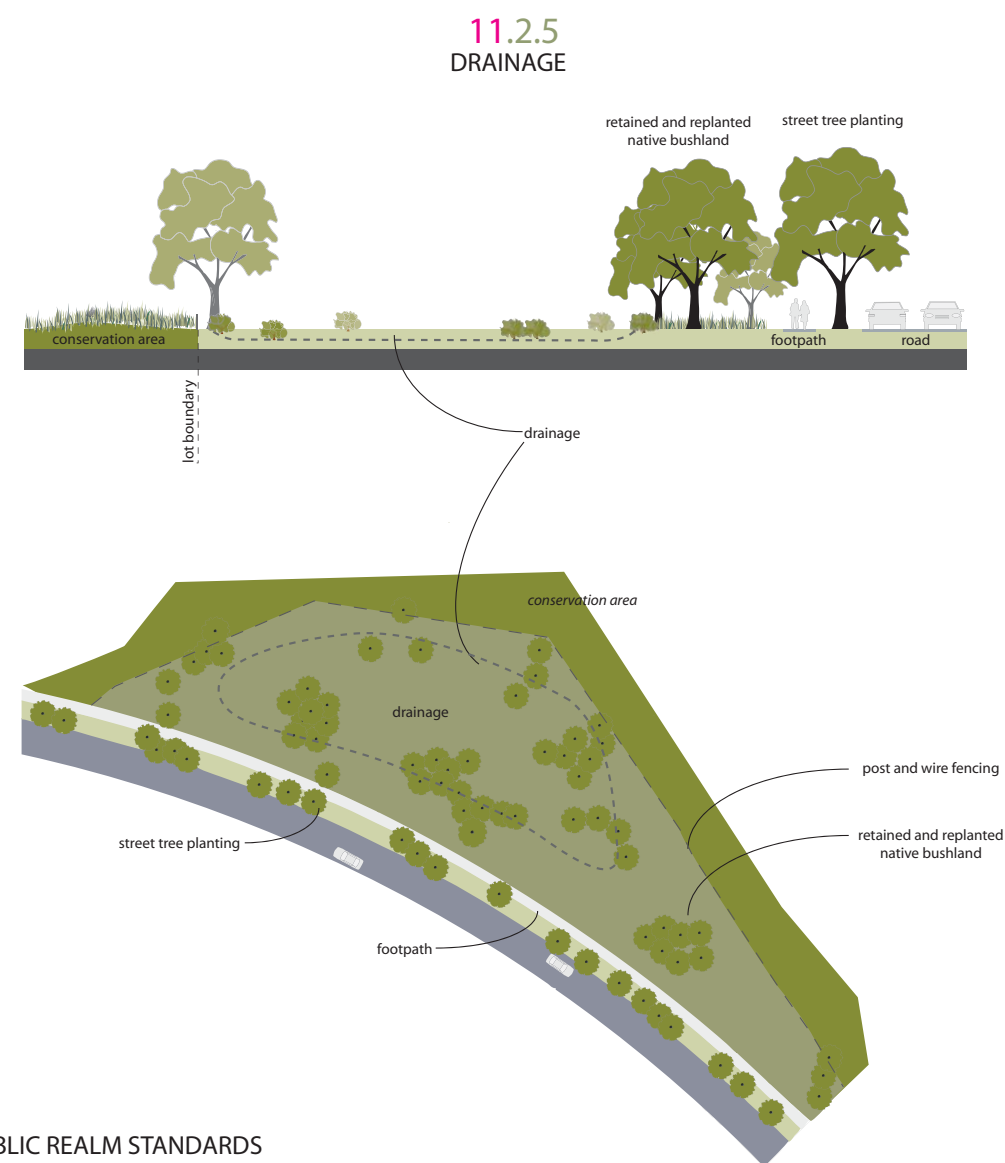 11.2.5
DRAINAGE
retained and replanted
native bushland
street tree planting
conservation area
footpath
road
lot boundary
drainage
conservation area
drainage
post and wire fencing
street tree planting
retained and replanted
native bushland
footpath
BLIC REALM STANDARDS